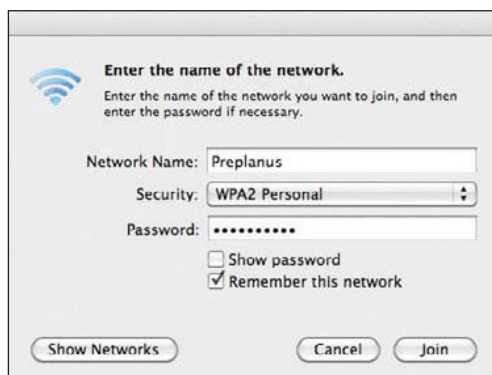 Enter the name of the network.
Enter the name of the network you want to join, and then
enter the password if necessary.
Network Name: Preplanus
Security: WPA2 Personal
Password: ••••••••••
Show password
Remember this network
Show Networks
Cancel
Join